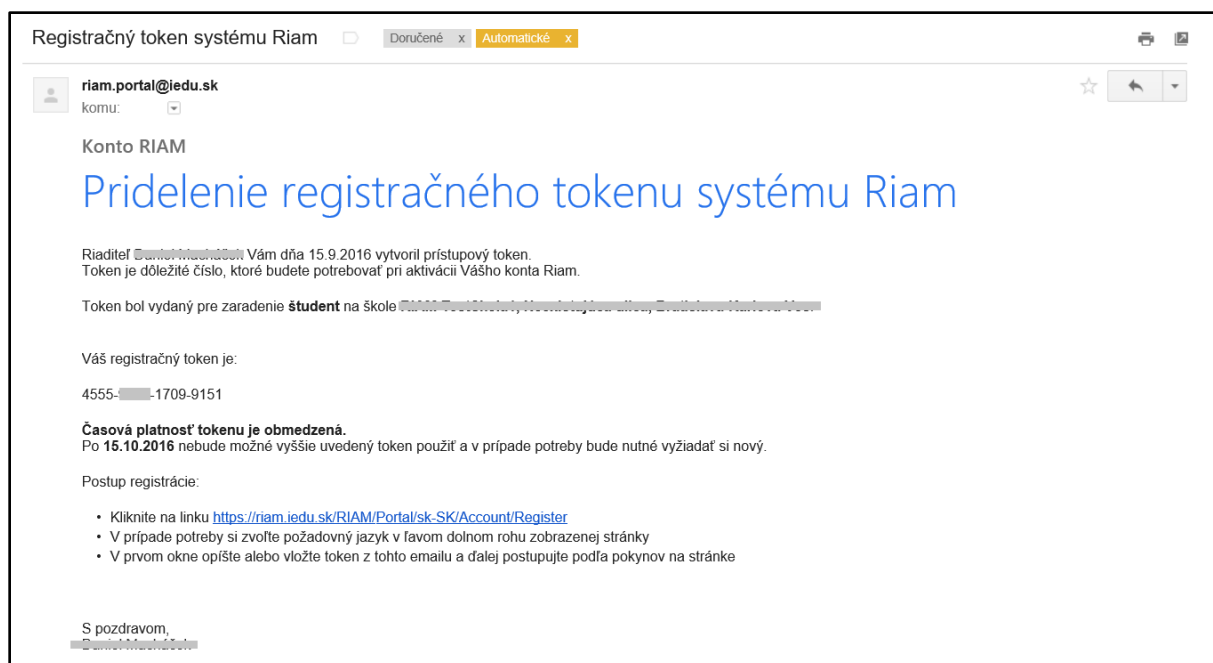 Registračný token systému Riam Doručené x Automatické x
riam.portal@iedu.sk
komu:
Konto RIAM
Pridelenie registračného tokenu systému Riam
Riaditeľ Vám dňa 15.9.2016 vytvoril prístupový token.
Token je dôležité číslo, ktoré budete potrebovať pri aktivácii Vášho konta Riam.
Token bol vydaný pre zaradenie študent na škole
Váš registračný token je:
4555- -1709-9151
Časová platnosť tokenu je obmedzená.
Po 15.10.2016 nebude možné vyššie uvedený token použiť a v prípade potreby bude nutné vyžiadať si nový.
Postup registrácie:
• Kliknite na linku https://riam.iedu.sk/RIAM/Portal/sk-SK/Account/Register
• V prípade potreby si zvoľte požadovný jazyk v ľavom dolnom rohu zobrazenej stránky
• V prvom okne opíšte alebo vložte token z tohto emailu a ďalej postupujte podľa pokynov na stránke
S pozdravom,